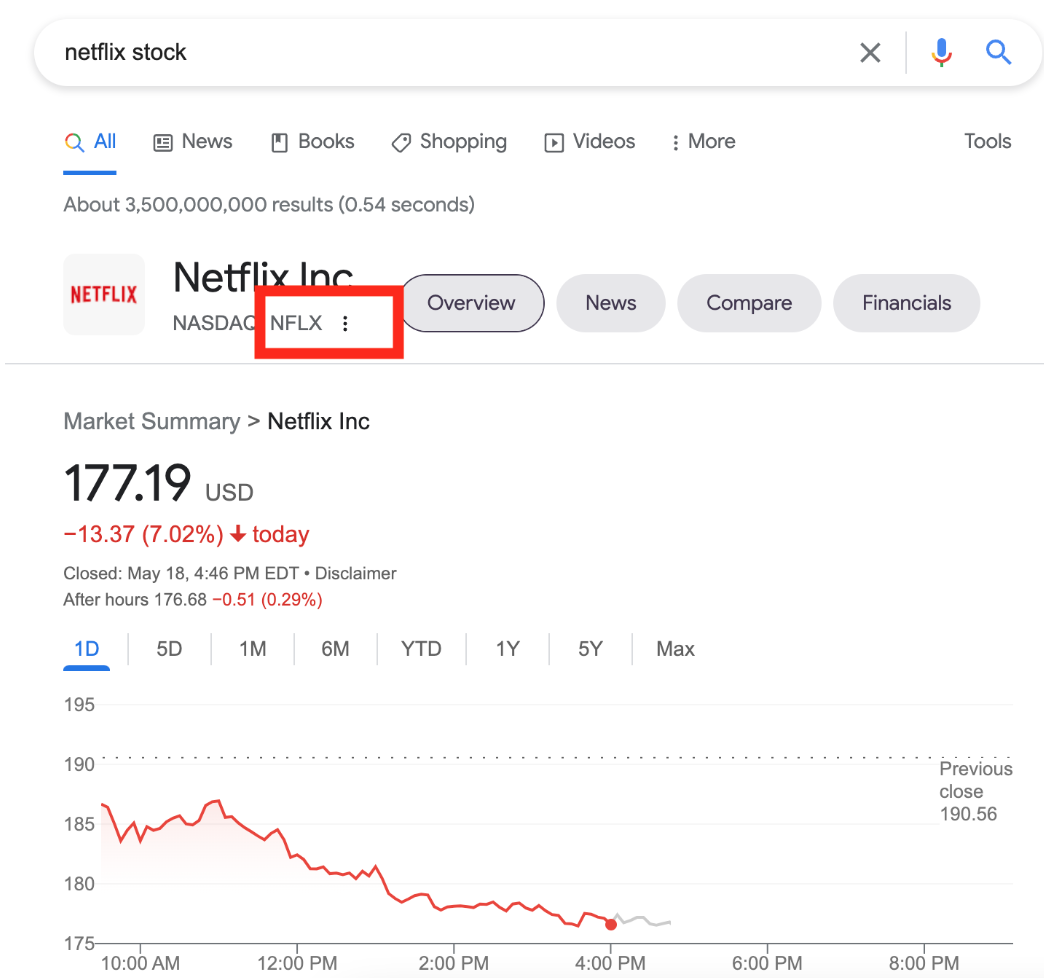 netflix stock
All News Books Shopping Videos More Tools
About 3,500,000,000 results (0.54 seconds)
NETFLIX
Netflix Inc
NASDAQ NFLX
Overview News Compare Financials
Market Summary > Netflix Inc
177.19 USD
−13.37 (7.02%) today
Closed: May 18, 4:46 PM EDT • Disclaimer
After hours 176.68 −0.51 (0.29%)
1D 5D 1M 6M YTD 1Y 5Y Max
195
190
Previous
close
190.56
185
180
175
10:00 AM 12:00 PM 2:00 PM 4:00 PM 6:00 PM 8:00 PM